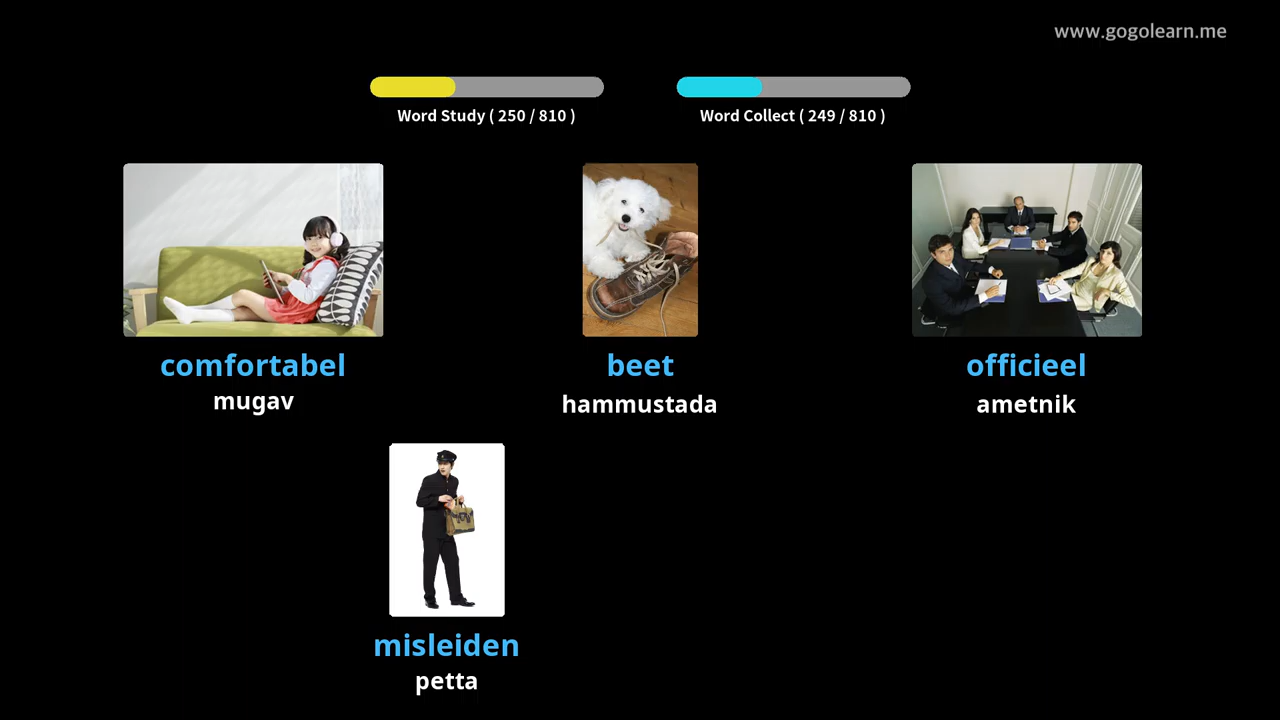 www.gogolearn.me
Word Study ( 250 / 810 )
Word Collect ( 249 / 810 )
comfortabel
mugav
beet
hammustada
officieel
ametnik
misleiden
petta